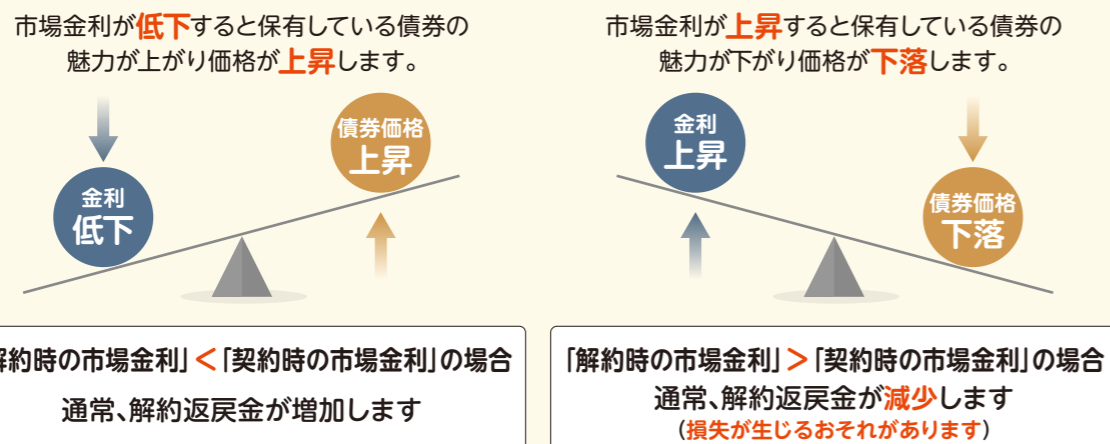 市場金利が低下すると保有している債券の
魅力が上がり価格が上昇します。
債券価格
上昇
金利
低下
解約時の市場金利」<「契約時の市場金利」の場合
通常、解約返戻金が増加します
市場金利が上昇すると保有している債券の
魅力が下がり価格が下落します。
金利
上昇
債券価格
下落
「解約時の市場金利」>「契約時の市場金利」の場合
通常、解約返戻金が減少します
(損失が生じるおそれがあります)